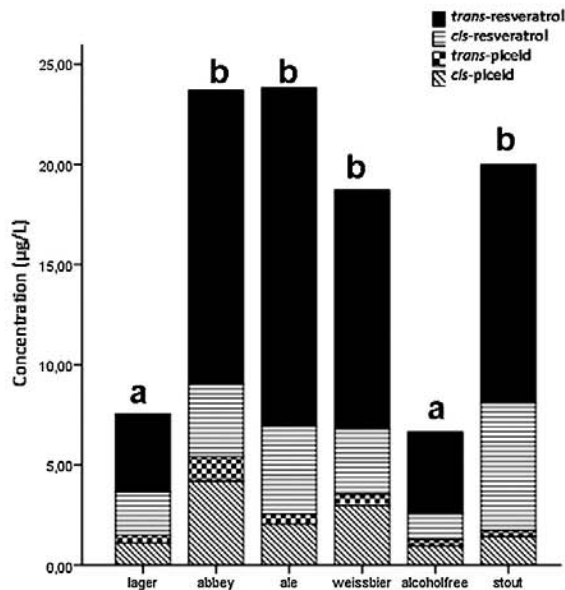 trans-resveratrol
cis-resveratrol
trans-piceid
cis-piceid
25,00
20,00
15,00
10,00
5,00
0,00
Concentration (µg/L)
a
b
b
b
a
b
lager
abbey
ale
weissbier
alcoholfree
stout